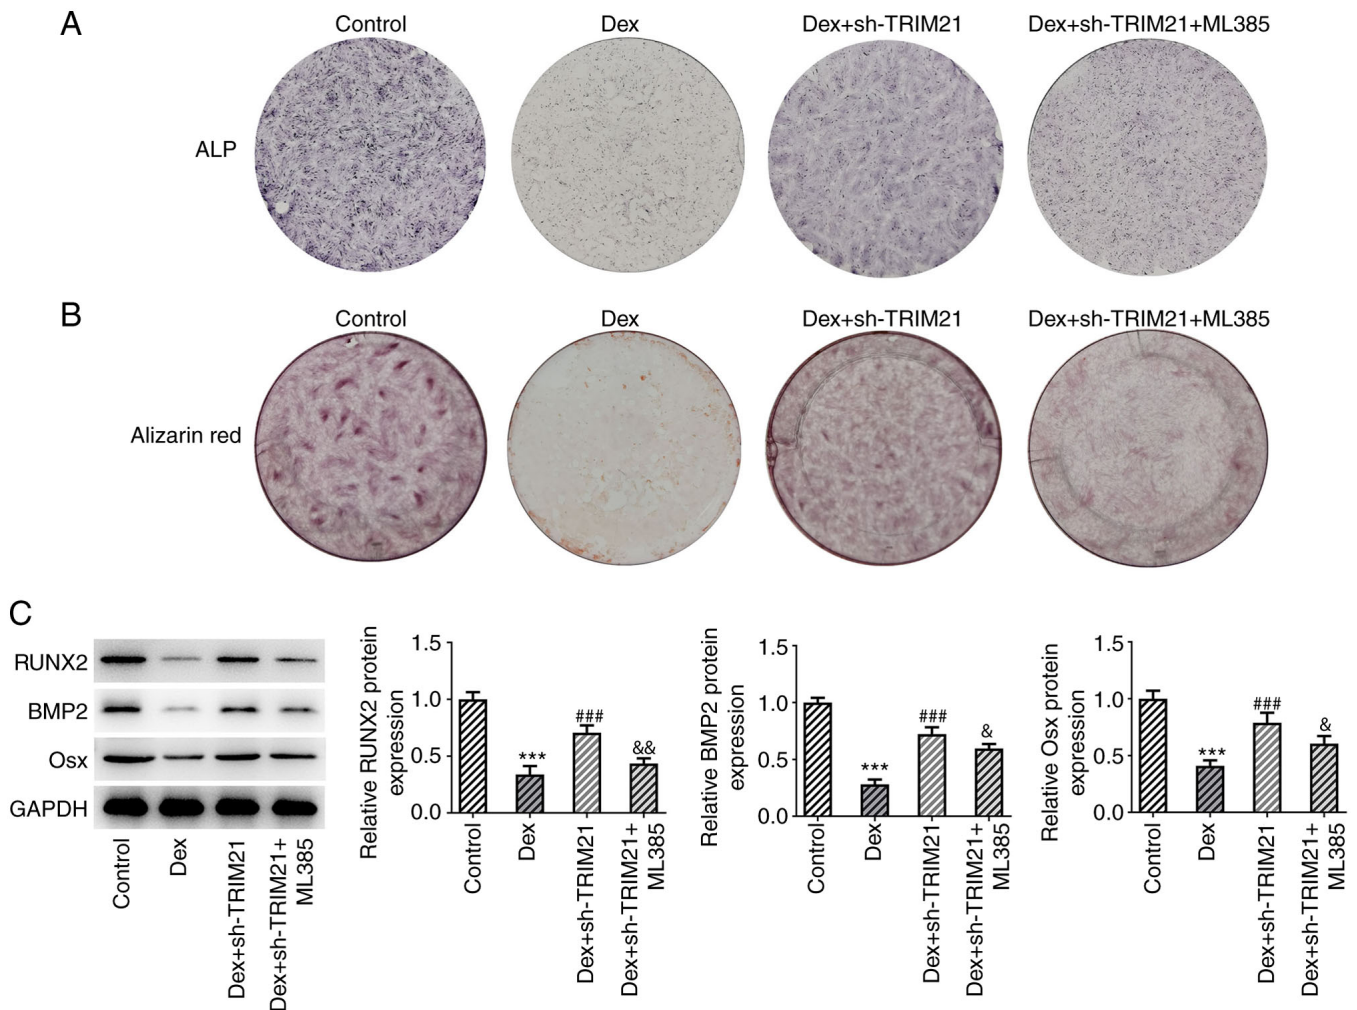 A
Control
Dex
Dex+sh-TRIM21
Dex+sh-TRIM21+ML385
ALP
B
Control
Dex
Dex+sh-TRIM21
Dex+sh-TRIM21+ML385
Alizarin red
C
RUNX2
BMP2
Osx
GAPDH
Control
Dex
Dex+sh-TRIM21
Dex+sh-TRIM21+
ML385
Relative RUNX2 protein
expression
1.5
1.0
0.5
0.0
***
###
&&
Control
Dex
Dex+sh-TRIM21
Dex+sh-TRIM21+
ML385
Relative BMP2 protein
expression
1.5
1.0
0.5
0.0
***
###
&
Control
Dex
Dex+sh-TRIM21
Dex+sh-TRIM21+
ML385
Relative Osx protein
expression
1.5
1.0
0.5
0.0
***
###
&
Control
Dex
Dex+sh-TRIM21
Dex+sh-TRIM21+
ML385